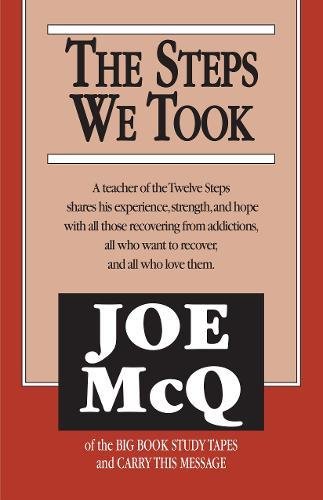 THE STEPS
WE TOOK
A teacher of the Twelve Steps
shares his experience, strength, and hope
with all those recovering from addictions,
all who want to recover,
and all who love them.
JOE
McQ
of the BIG BOOK STUDY TAPES
and CARRY THIS MESSAGE